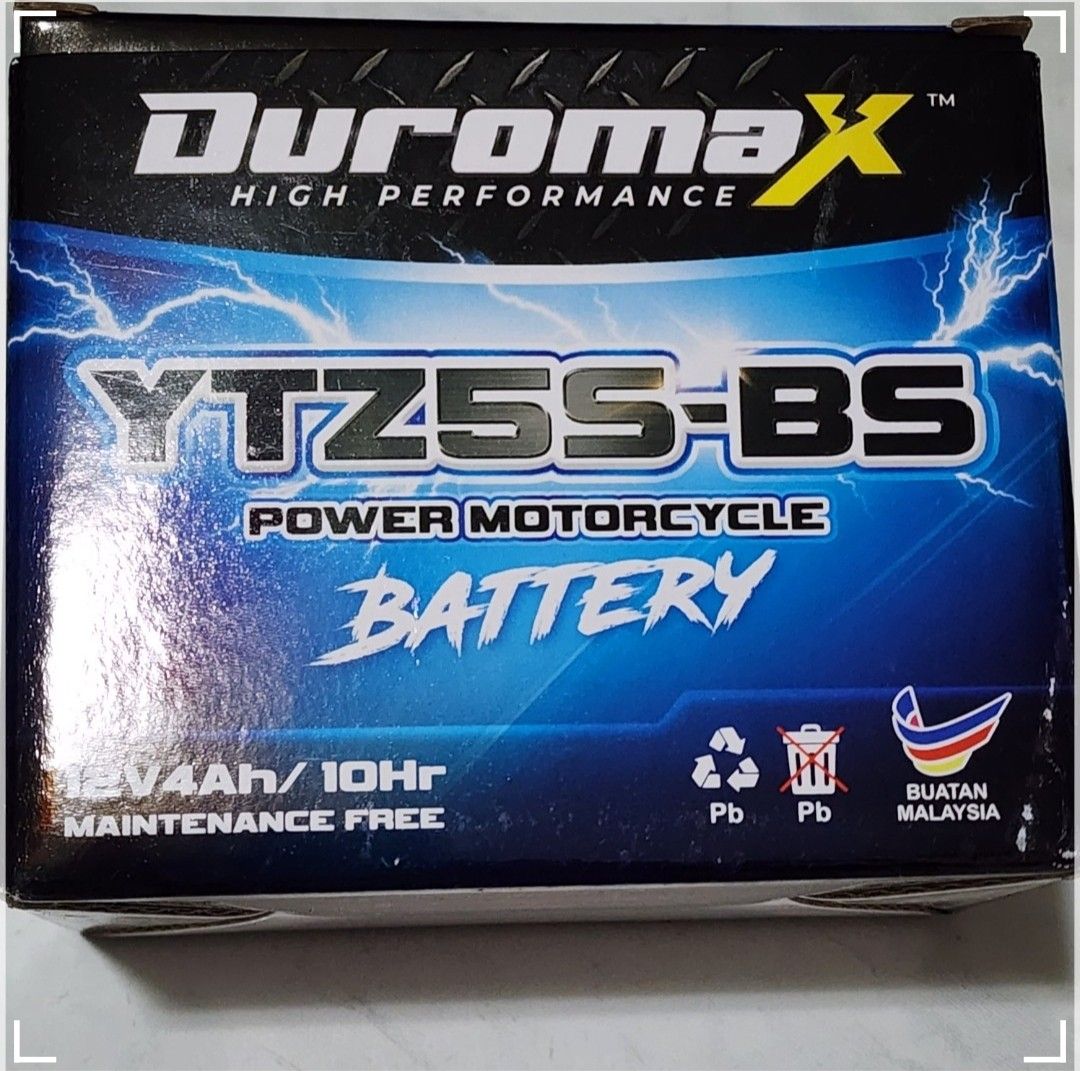 DuromaX™
HIGH PERFORMANCE
YTZ5S-BS
POWER MOTORCYCLE
BATTERY
12V4Ah/10Hr
MAINTENANCE FREE
Pb
Pb
BUATAN
MALAYSIA